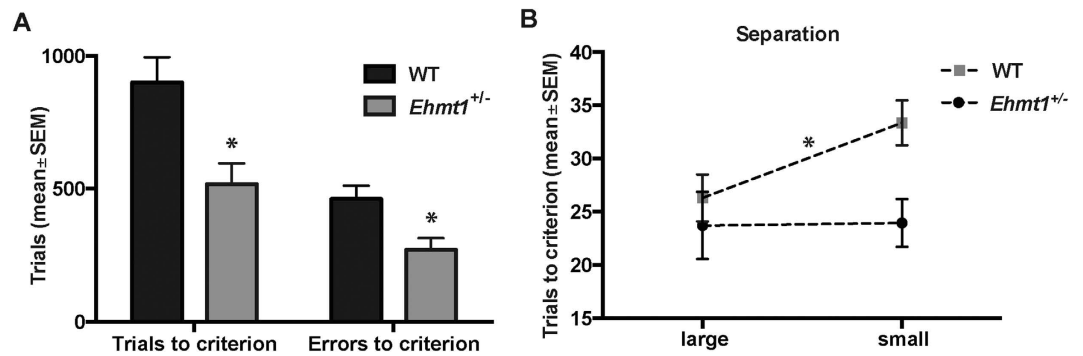 A
Trials (mean±SEM)
1000
500
0
WT
Ehmt1+/-
*
*
Trials to criterion
Errors to criterion
B
Separation
Trials to criterion (mean±SEM)
40
35
30
25
20
15
WT
Ehmt1+/-
*
large
small